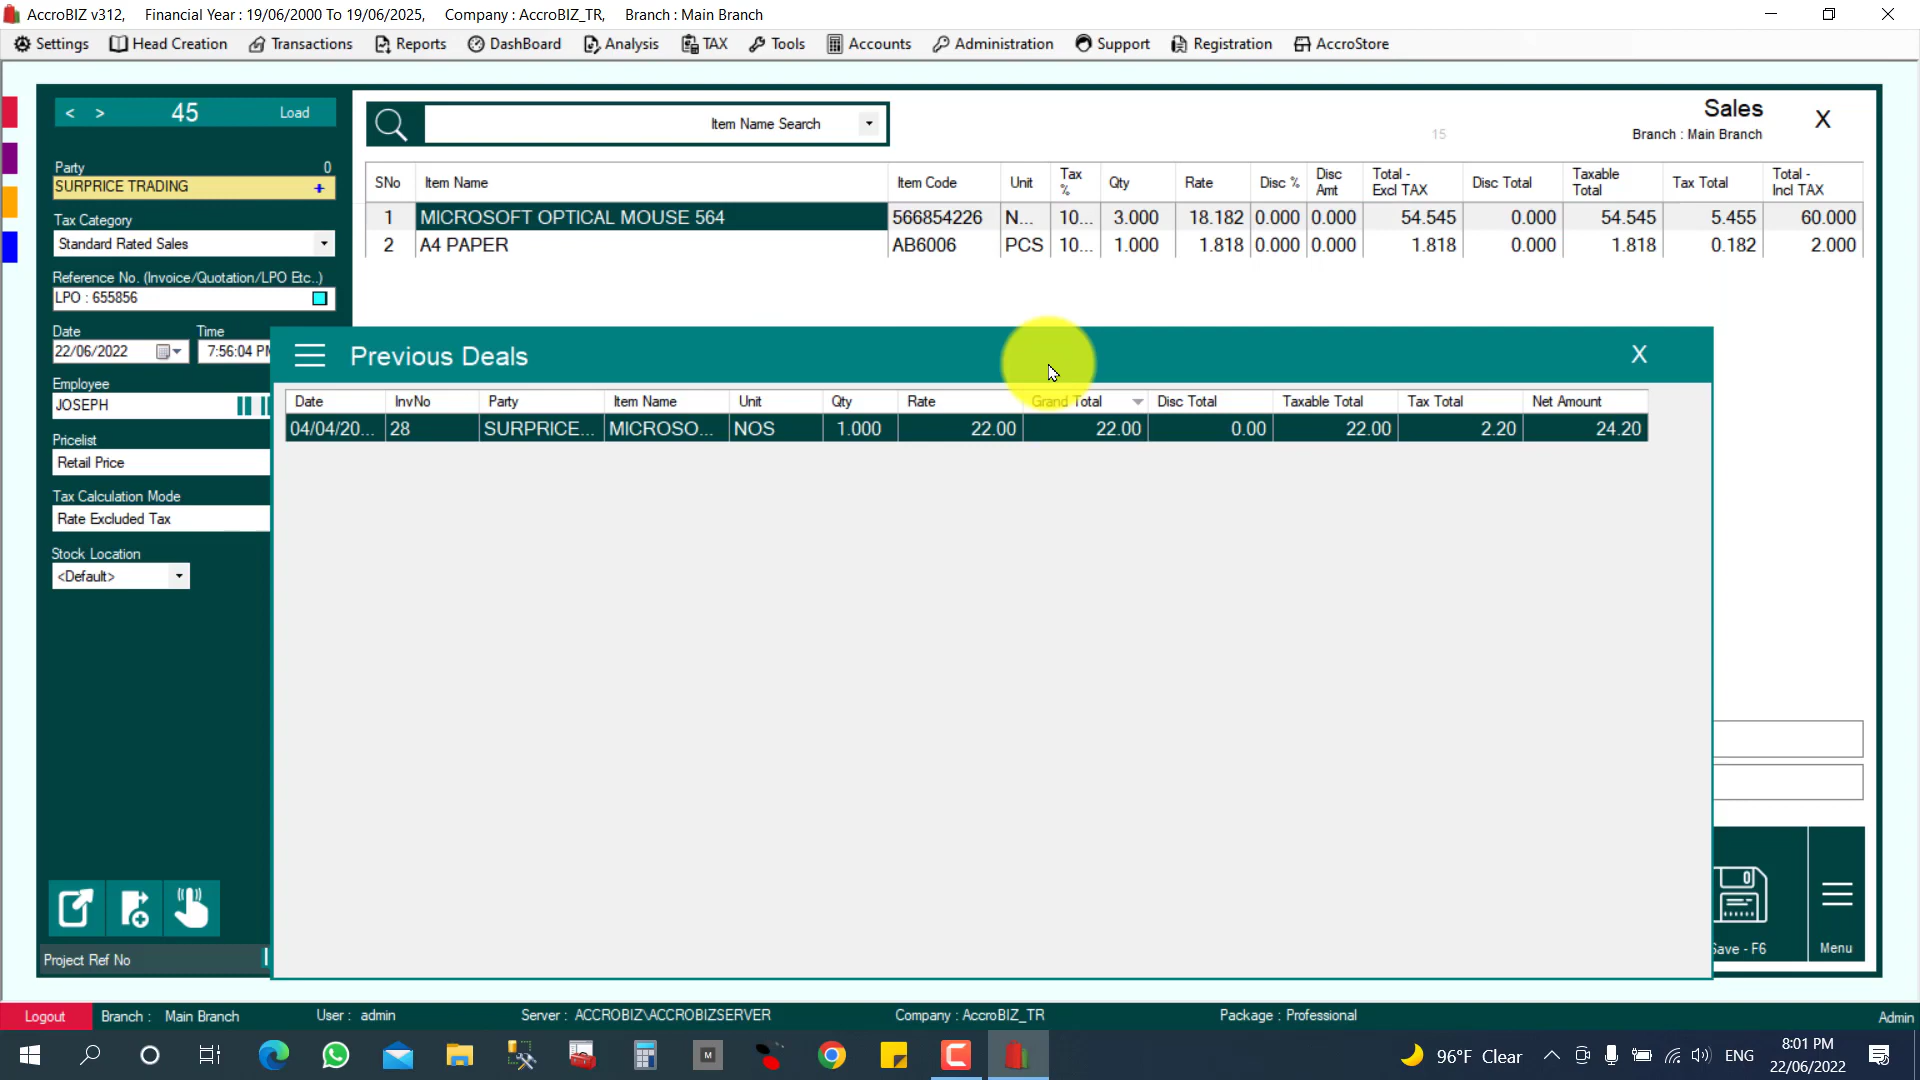 AccroBIZ v312, Financial Year : 19/06/2000 To 19/06/2025, Company : AccroBIZ_TR, Branch : Main Branch
Settings Head Creation Transactions Reports DashBoard Analysis TAX Tools Accounts Administration Support Registration AccroStore
< > 45 Load
Party 0
SURPRICE TRADING +
Tax Category
Standard Rated Sales
Reference No. (Invoice/Quotation/LPO Etc..)
LPO : 655856
Date Time
22/06/2022 7:56:04 PM
Employee
JOSEPH
Pricelist
Retail Price
Tax Calculation Mode
Rate Excluded Tax
Stock Location
<Default>
Project Ref No
Item Name Search
15
Sales
Branch : Main Branch
X
SNo Item Name Item Code Unit Tax % Qty Rate Disc % Disc Amt Total - Excl TAX Disc Total Taxable Total Tax Total Total - Incl TAX
1 MICROSOFT OPTICAL MOUSE 564 566854226 N... 10... 3.000 18.182 0.000 0.000 54.545 0.000 54.545 5.455 60.000
2 A4 PAPER AB6006 PCS 10... 1.000 1.818 0.000 0.000 1.818 0.000 1.818 0.182 2.000
Previous Deals X
Date InvNo Party Item Name Unit Qty Rate Grand Total Disc Total Taxable Total Tax Total Net Amount
04/04/20... 28 SURPRICE... MICROSO... NOS 1.000 22.00 22.00 0.00 22.00 2.20 24.20
Save - F6 Menu
Logout Branch : Main Branch User : admin Server : ACCROBIZ\ACCROBIZSERVER Company : AccroBIZ_TR Package : Professional Admin
M
96°F Clear ENG
8:01 PM
22/06/2022